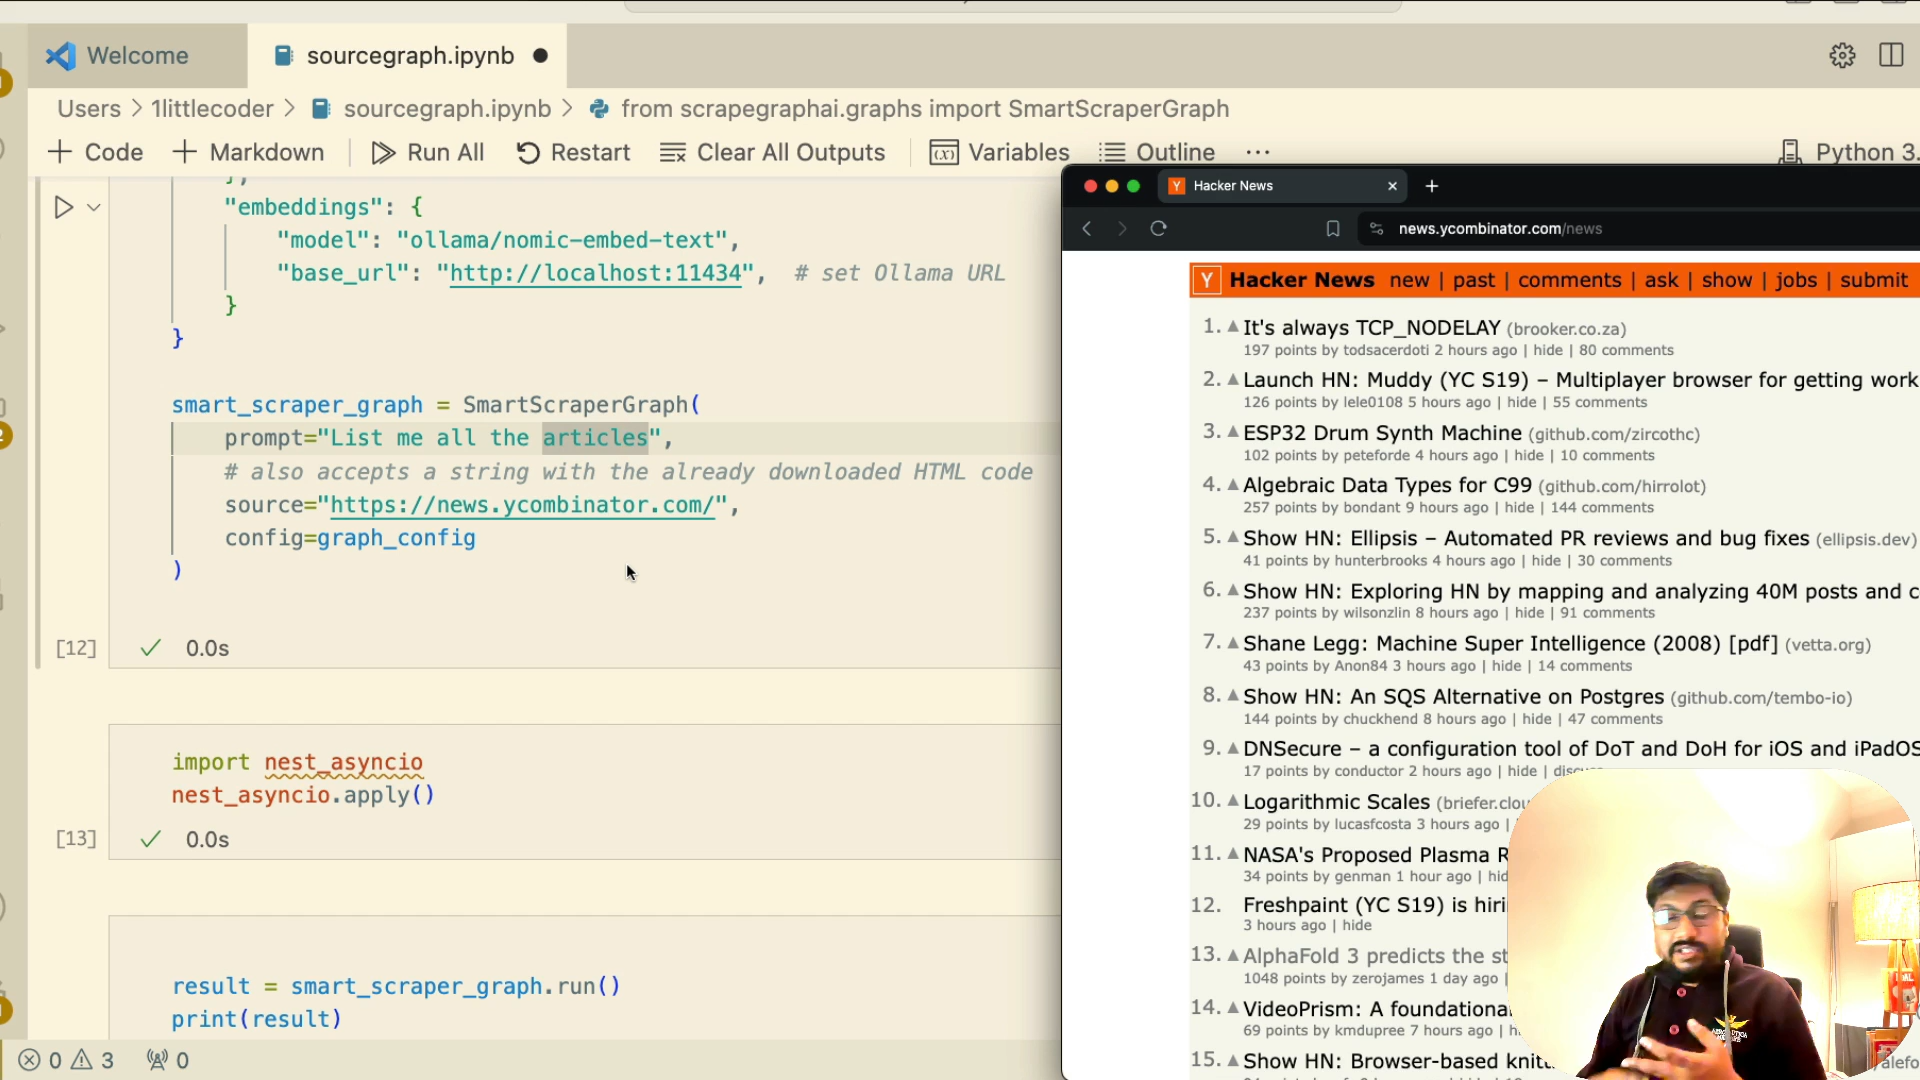 Welcome
sourcegraph.ipynb
Users > 1littlecoder > sourcegraph.ipynb > from scrapegraphai.graphs import SmartScraperGraph
+ Code + Markdown Run All Restart Clear All Outputs Variables Outline ...
Python 3.
},
"embeddings": {
"model": "ollama/nomic-embed-text",
"base_url": "http://localhost:11434", # set Ollama URL
}
}
smart_scraper_graph = SmartScraperGraph(
prompt="List me all the articles",
# also accepts a string with the already downloaded HTML code
source="https://news.ycombinator.com/",
config=graph_config
)
[12] 0.0s
import nest_asyncio
nest_asyncio.apply()
[13] 0.0s
result = smart_scraper_graph.run()
print(result)
0 3 0
Hacker News
news.ycombinator.com/news
Y Hacker News new | past | comments | ask | show | jobs | submit
1. It's always TCP_NODELAY (brooker.co.za)
197 points by todsacerdoti 2 hours ago | hide | 80 comments
2. Launch HN: Muddy (YC S19) – Multiplayer browser for getting work
126 points by lele0108 5 hours ago | hide | 55 comments
3. ESP32 Drum Synth Machine (github.com/zircothc)
102 points by peteforde 4 hours ago | hide | 10 comments
4. Algebraic Data Types for C99 (github.com/hirrolot)
257 points by bondant 9 hours ago | hide | 144 comments
5. Show HN: Ellipsis – Automated PR reviews and bug fixes (ellipsis.dev)
41 points by hunterbrooks 4 hours ago | hide | 30 comments
6. Show HN: Exploring HN by mapping and analyzing 40M posts and c
237 points by wilsonzlin 8 hours ago | hide | 91 comments
7. Shane Legg: Machine Super Intelligence (2008) [pdf] (vetta.org)
43 points by Anon84 3 hours ago | hide | 14 comments
8. Show HN: An SQS Alternative on Postgres (github.com/tembo-io)
144 points by chuckhend 8 hours ago | hide | 47 comments
9. DNSecure – a configuration tool of DoT and DoH for iOS and iPadOS
17 points by conductor 2 hours ago | hide | discuss
10. Logarithmic Scales (briefer.clou
29 points by lucasfcosta 3 hours ago |
11. NASA's Proposed Plasma R
34 points by genman 1 hour ago | hid
12. Freshpaint (YC S19) is hiri
3 hours ago | hide
13. AlphaFold 3 predicts the st
1048 points by zerojames 1 day ago |
14. VideoPrism: A foundationa
69 points by kmdupree 7 hours ago | h
15. Show HN: Browser-based knitt